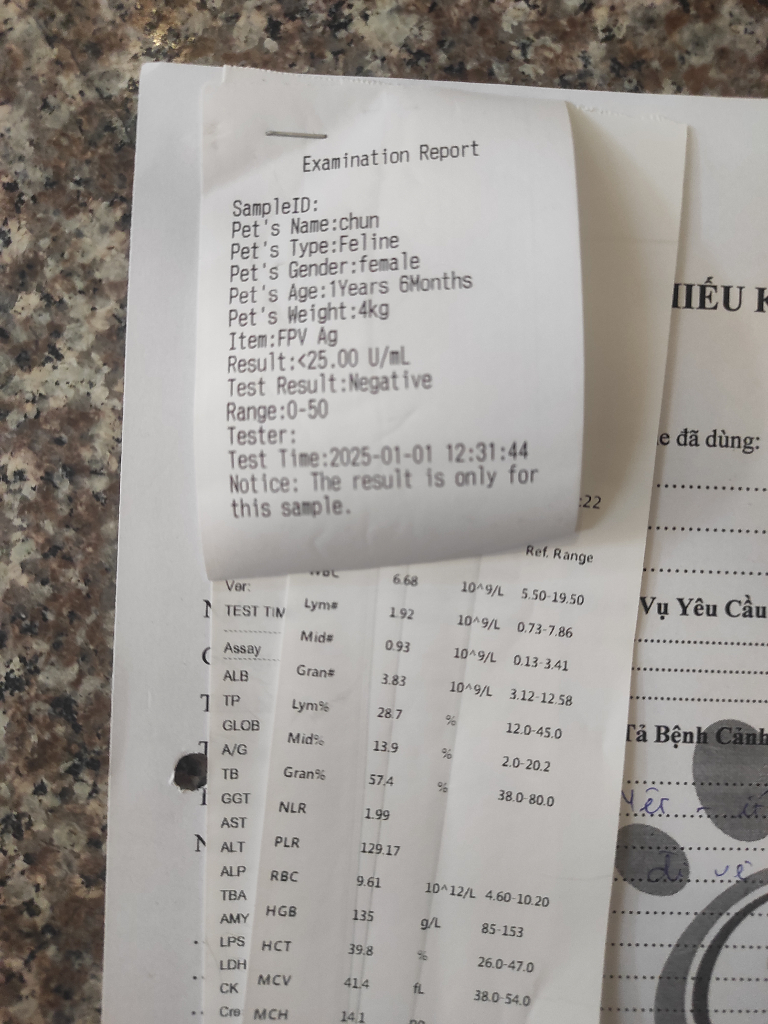 Examination Report
SampleID:
Pet's Name:chun
Pet's Type:Feline
Pet's Gender:female
Pet's Age:1Years 6Months
Pet's Weight:4kg
Item:FPV Ag
Result:<25.00 U/mL
Test Result:Negative
Range:0-50
Tester:
Test Time:2025-01-01 12:31:44
Notice: The result is only for
this sample.
:22
Ref. Range
WBC 6.68 10^9/L 5.50-19.50
Lym# 1.92 10^9/L 0.73-7.86
Mid# 0.93 10^9/L 0.13-3.41
Gran# 3.83 10^9/L 3.12-12.58
Lym% 28.7 % 12.0-45.0
Mid% 13.9 % 2.0-20.2
Gran% 57.4 % 38.0-80.0
NLR 1.99
PLR 129.17
RBC 9.61 10^12/L 4.60-10.20
HGB 135 g/L 85-153
HCT 39.8 % 26.0-47.0
MCV 41.4 fL 38.0-54.0
MCH 14.1
Ver:
TEST TIM
Assay
ALB
TP
GLOB
A/G
TB
GGT
AST
ALT
ALP
TBA
AMY
LPS
LDH
CK
Cre
HIẾU K
e đã dùng:
Vụ Yêu Cầu
Tả Bệnh Cảnh